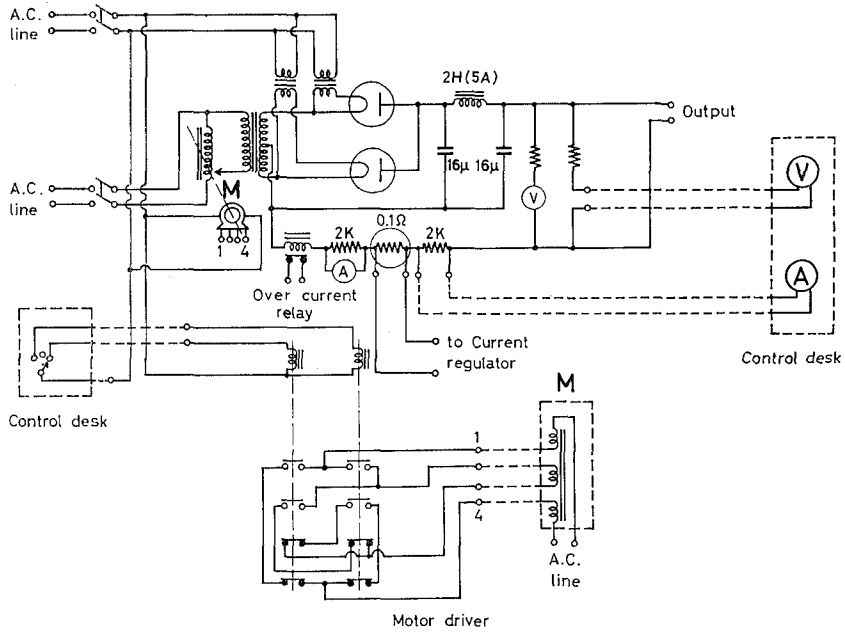 A.C.
line
2H(5A)
Output
16µ 16µ
V
V
A.C.
line
M
1 4
2K
0.1Ω
2K
A
A
Over current
relay
to Current
regulator
Control desk
Control desk
M
1
4
A.C.
line
Motor driver